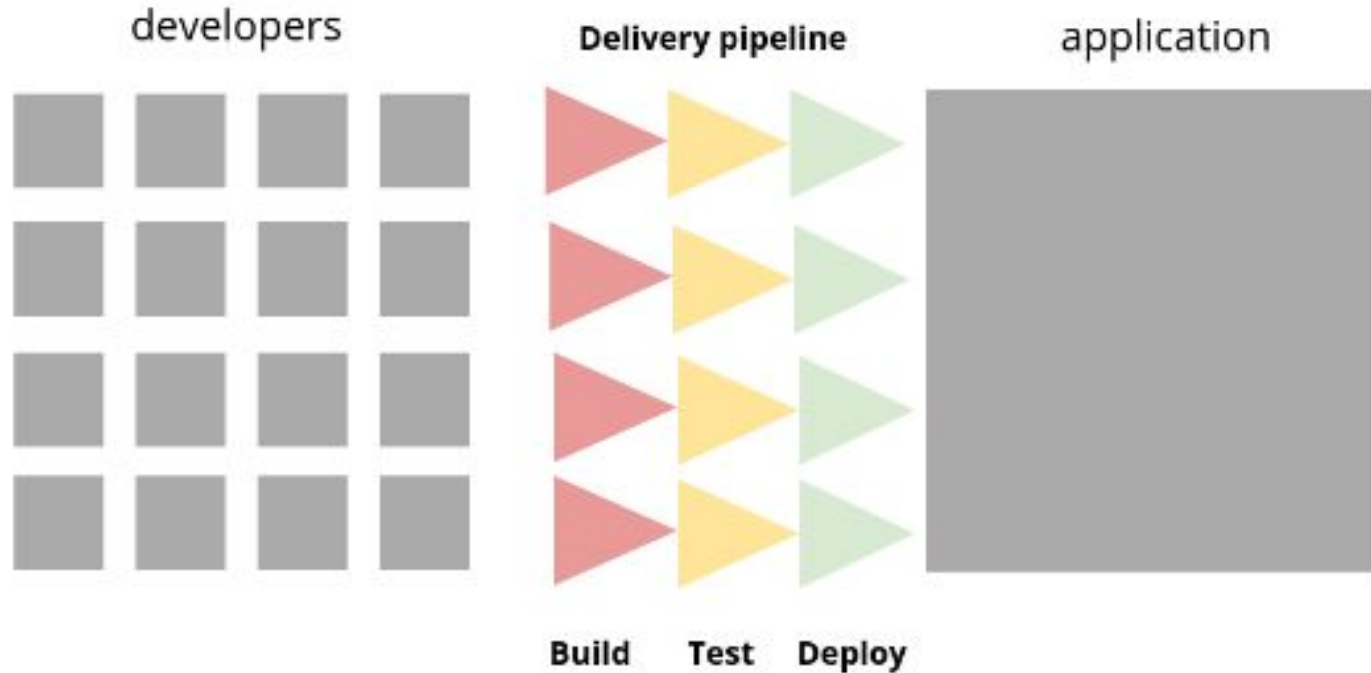 developers
Delivery pipeline
application
Build
Test
Deploy